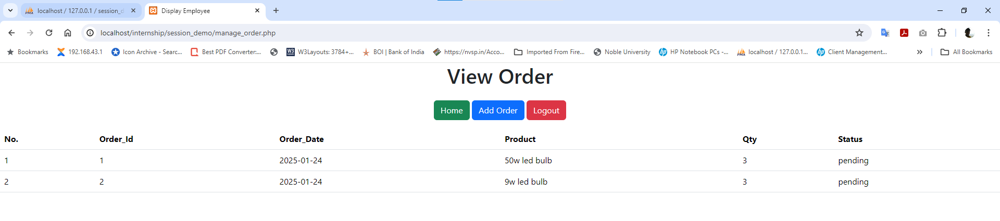 localhost / 127.0.0.1 / session_d
Display Employee
localhost/internship/session_demo/manage_order.php
Bookmarks
192.168.43.1
Icon Archive - Searc...
Best PDF Converter:...
W3Layouts: 3784+...
BOI | Bank of India
https://nvsp.in/Acco...
Imported From Fire...
Noble University
HP Notebook PCs -...
localhost / 127.0.0.1...
Client Management...
All Bookmarks
View Order
Home Add Order Logout
No. Order_Id Order_Date Product Qty Status
1 1 2025-01-24 50w led bulb 3 pending
2 2 2025-01-24 9w led bulb 3 pending